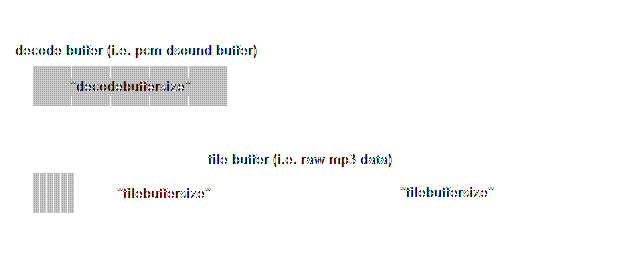 decode buffer (i.e. pcm dsound buffer)
"decodebuffersize"
file buffer (i.e. raw mp3 data)
"filebuffersize" "filebuffersize"